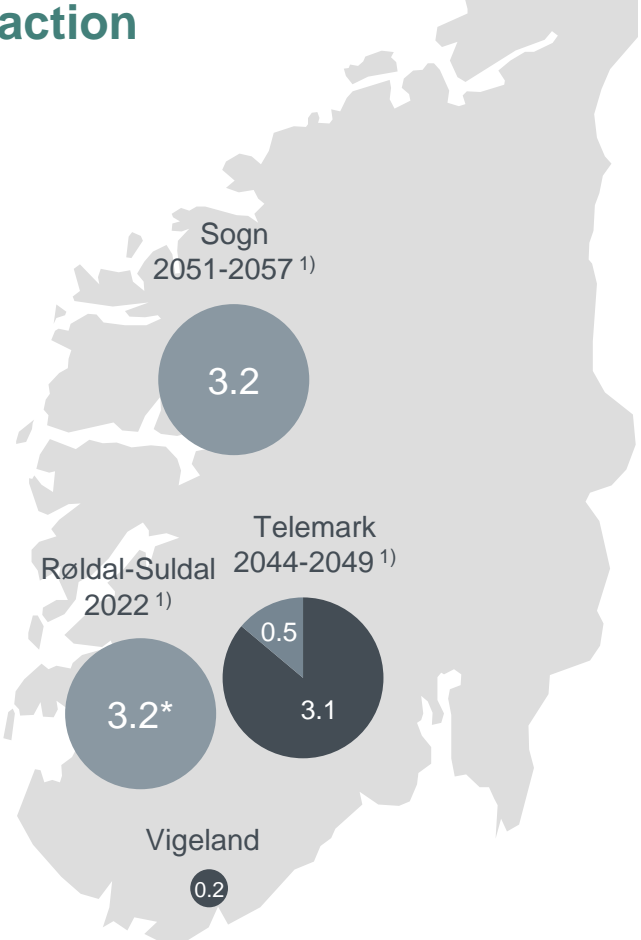 action
Sogn
2051-2057 1)
3.2
Telemark
2044-2049 1)
0.5
3.1
Røldal-Suldal
2022 1)
3.2*
Vigeland
0.2